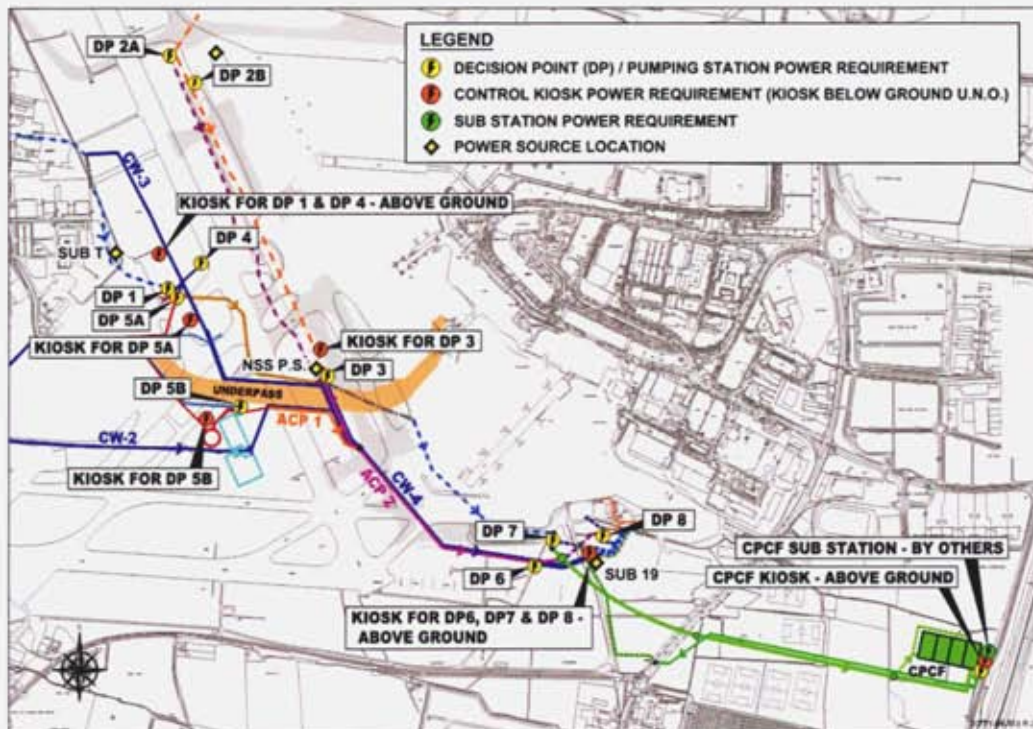 LEGEND
DECISION POINT (DP) / PUMPING STATION POWER REQUIREMENT
CONTROL KIOSK POWER REQUIREMENT (KIOSK BELOW GROUND U.N.O.)
SUB STATION POWER REQUIREMENT
POWER SOURCE LOCATION
DP 2A
DP 2B
CW-3
KIOSK FOR DP 1 & DP 4 - ABOVE GROUND
SUB T
DP 4
DP 1
DP 5A
KIOSK FOR DP 5A
KIOSK FOR DP 3
NSS P.S.
DP 3
DP 5B
UNDERPASS
ACP 1
CW-2
KIOSK FOR DP 5B
CW-4
ACP 2
DP 7
DP 8
DP 6
SUB 19
KIOSK FOR DP6, DP7 & DP 8 -
ABOVE GROUND
CPCF SUB STATION - BY OTHERS
CPCF KIOSK - ABOVE GROUND
CPCF